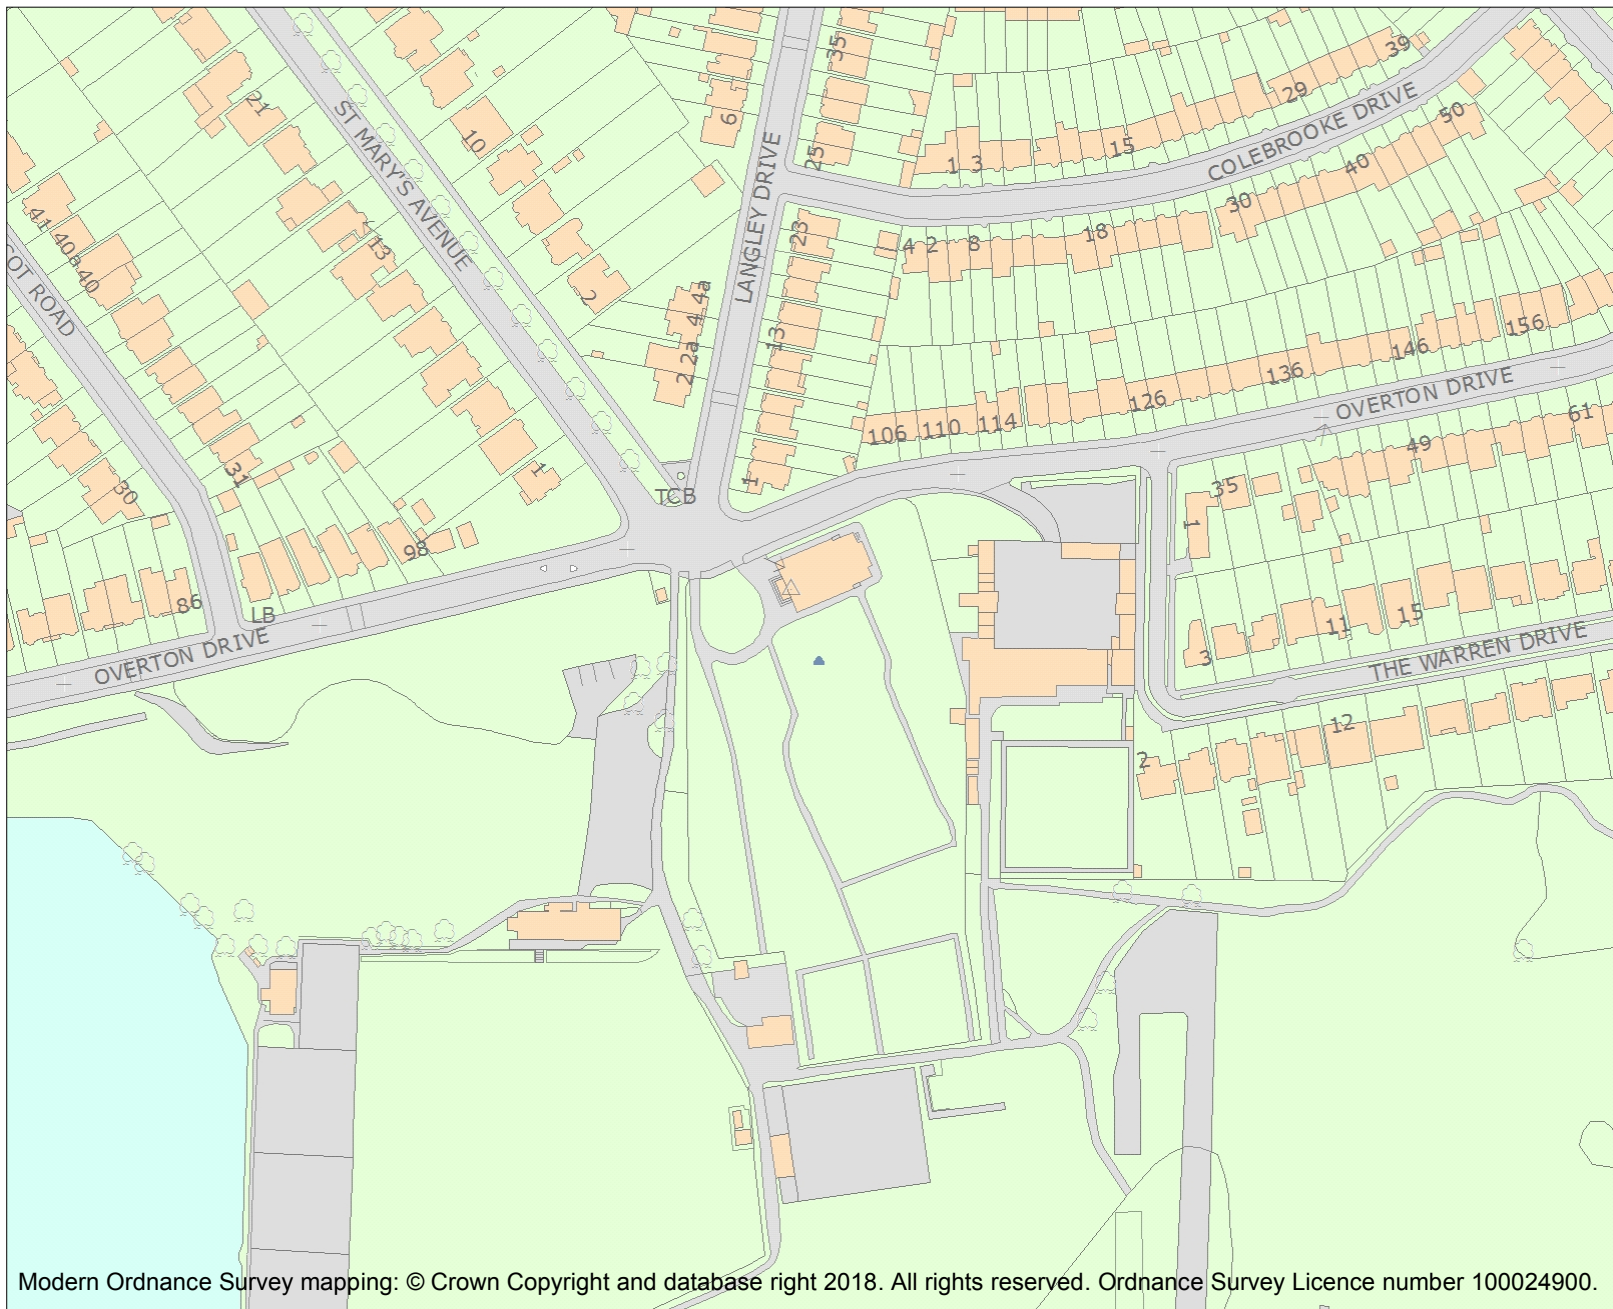 35
39
29
21
COLEBROOKE DRIVE
50
ST MARY'S AVENUE
6
10
15
25
1 3
40
LANGLEY DRIVE
30
41
40a
40
13
23
4 2 8
18
COT ROAD
2
4a
4
2a
2
13
156
146
136
OVERTON DRIVE
126
106 110 114
61
49
31
30
1
1
TCB
35
1
98
86
LB
OVERTON DRIVE
11
15
3
THE WARREN DRIVE
12
2
Modern Ordnance Survey mapping: © Crown Copyright and database right 2018. All rights reserved. Ordnance Survey Licence number 100024900.